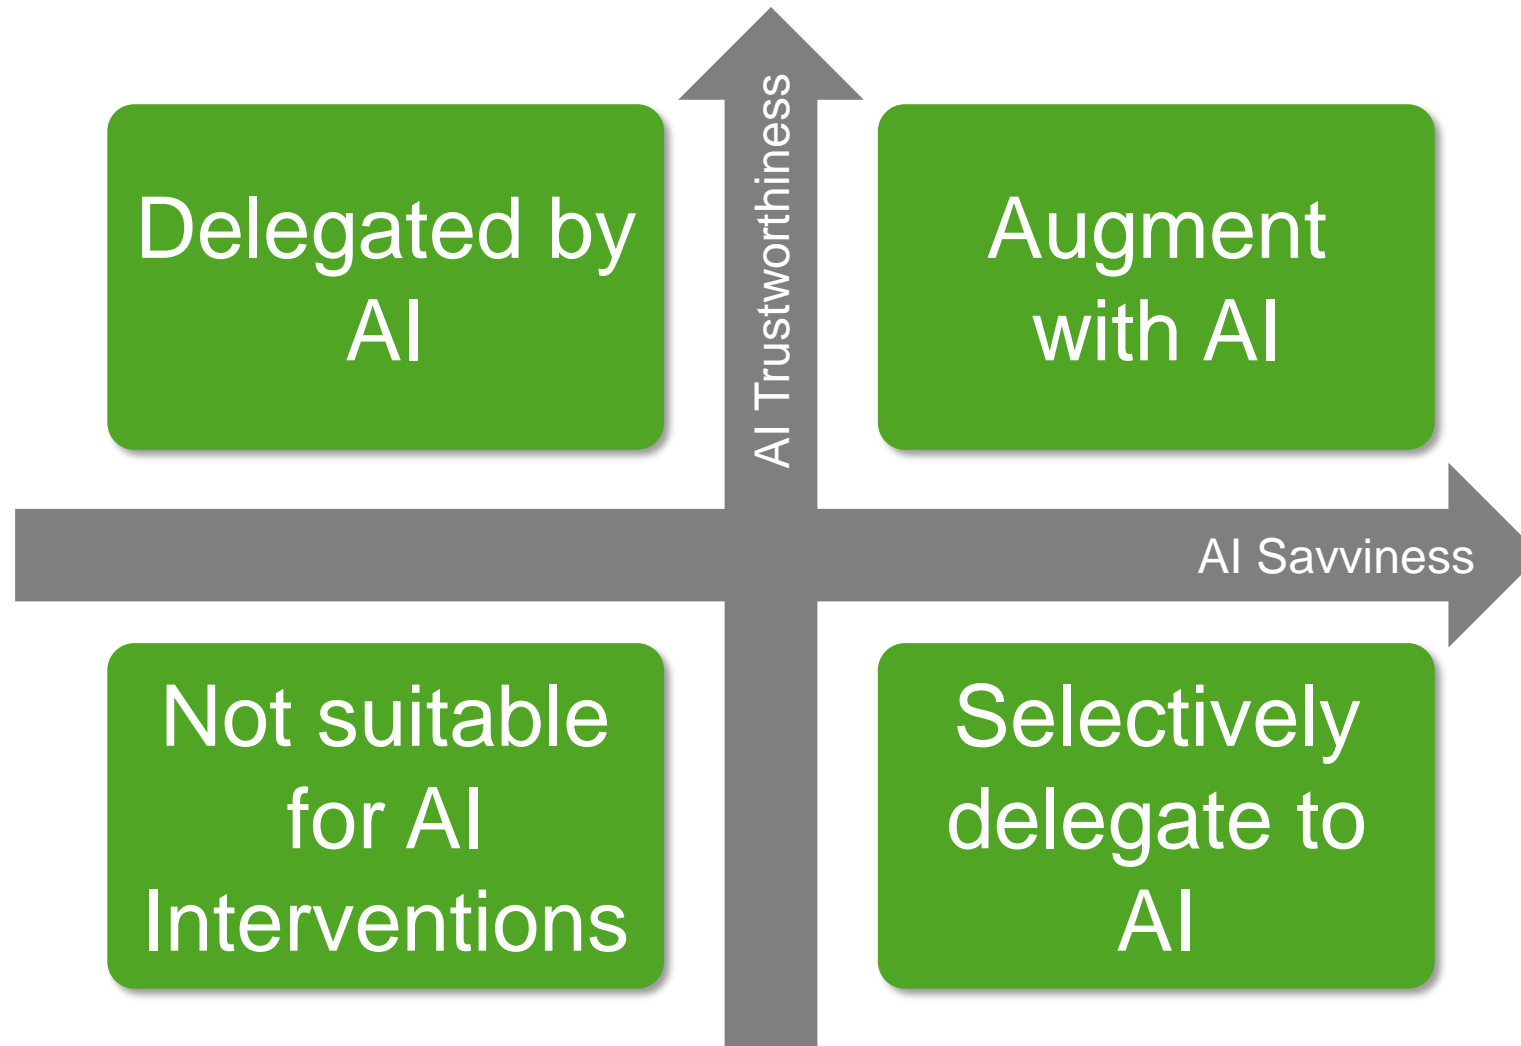 Delegated by
AI
AI Trustworthiness
Augment
with AI
AI Savviness
Not suitable
for AI
Interventions
Selectively
delegate to
AI